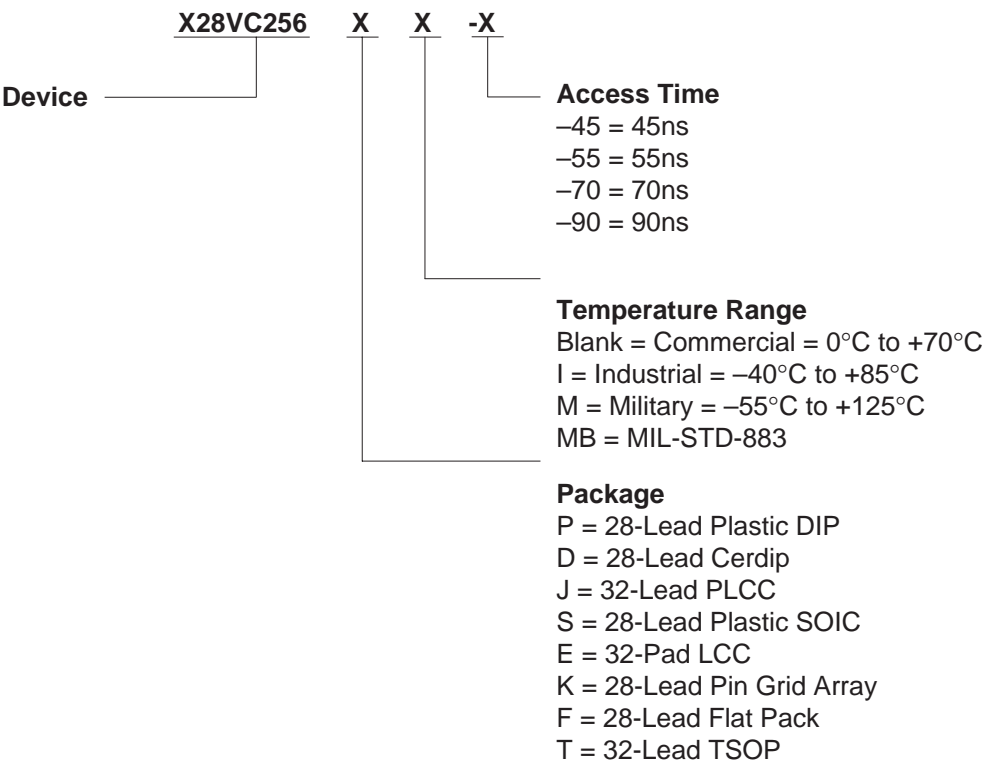 X28VC256 X X -X
Device
Access Time
–45 = 45ns
–55 = 55ns
–70 = 70ns
–90 = 90ns
Temperature Range
Blank = Commercial = 0°C to +70°C
I = Industrial = –40°C to +85°C
M = Military = –55°C to +125°C
MB = MIL-STD-883
Package
P = 28-Lead Plastic DIP
D = 28-Lead Cerdip
J = 32-Lead PLCC
S = 28-Lead Plastic SOIC
E = 32-Pad LCC
K = 28-Lead Pin Grid Array
F = 28-Lead Flat Pack
T = 32-Lead TSOP